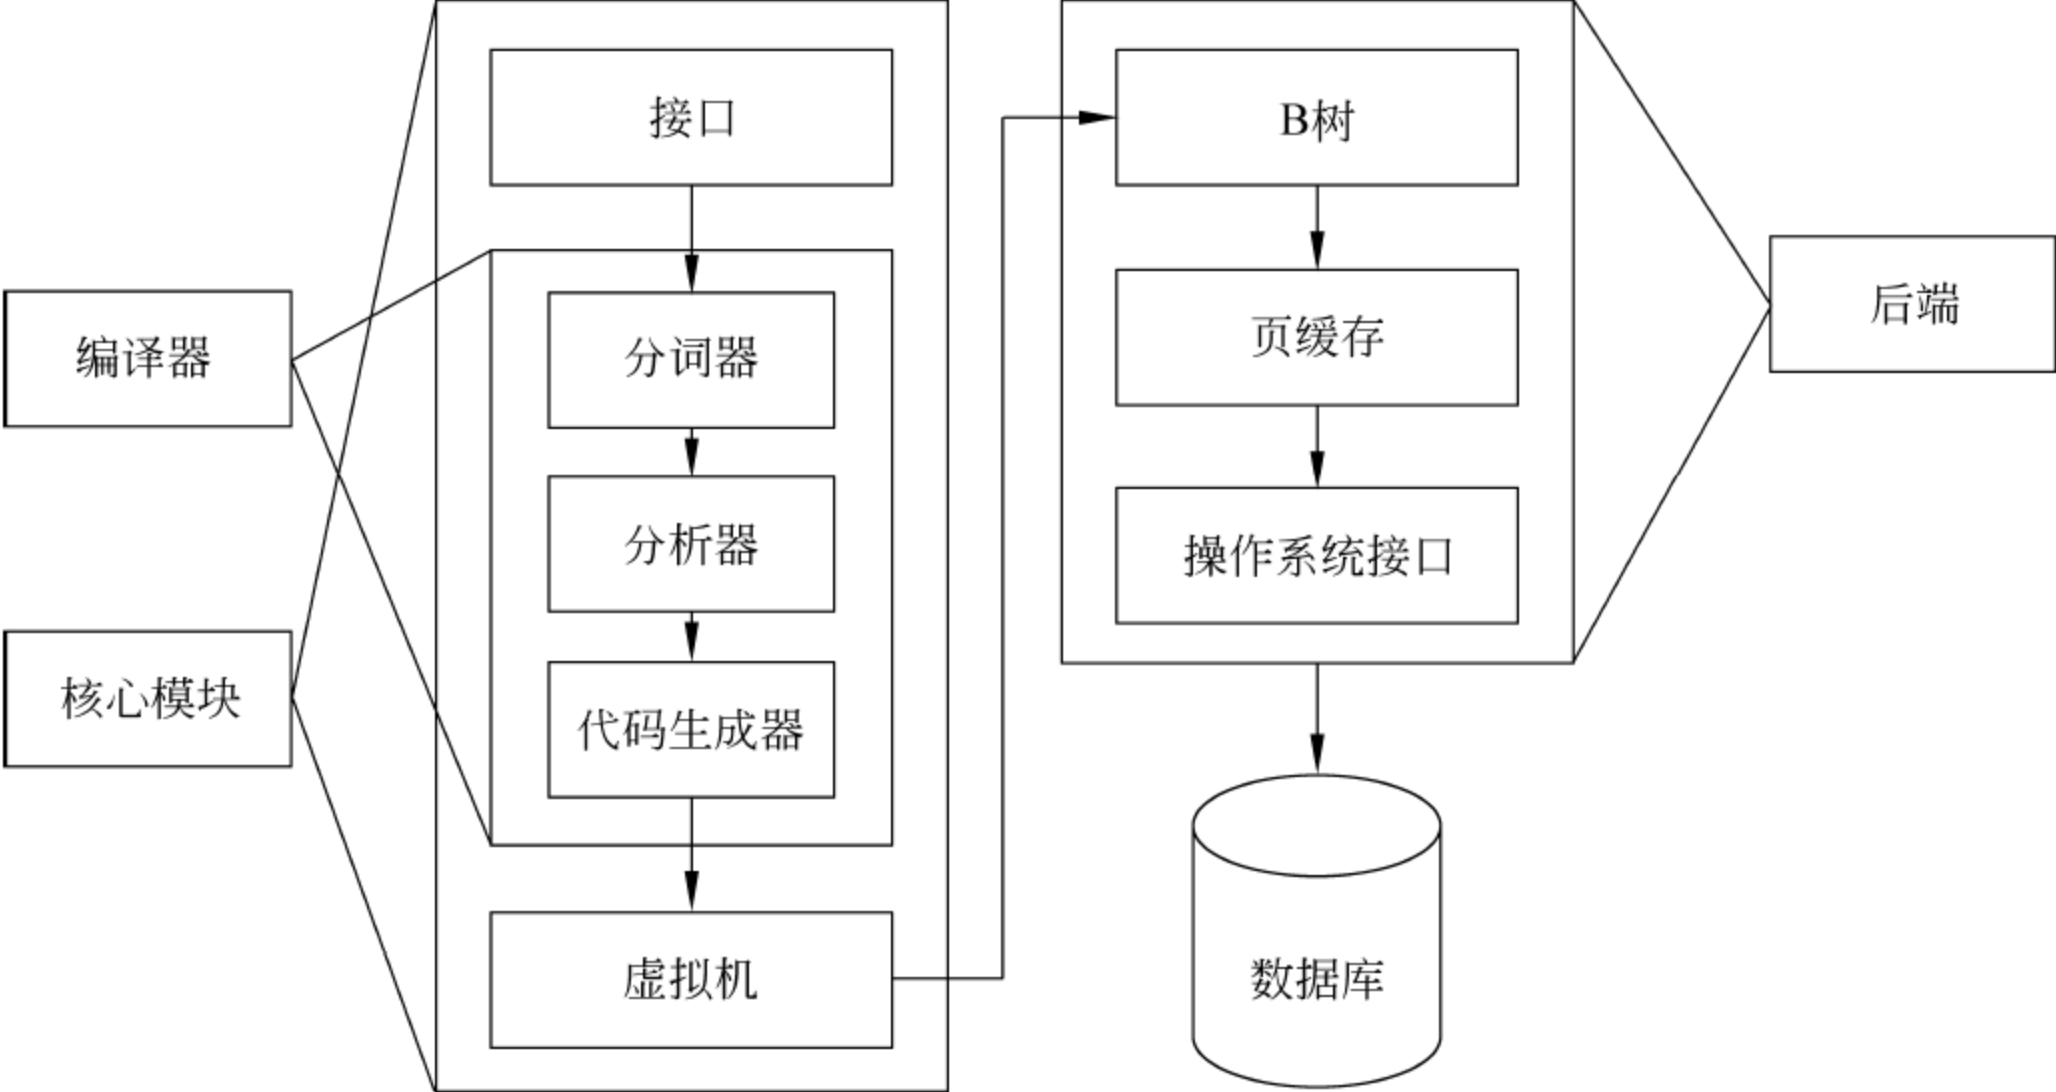 接口
B树
编译器
分词器
页缓存
后端
分析器
操作系统接口
核心模块
代码生成器
虚拟机
数据库